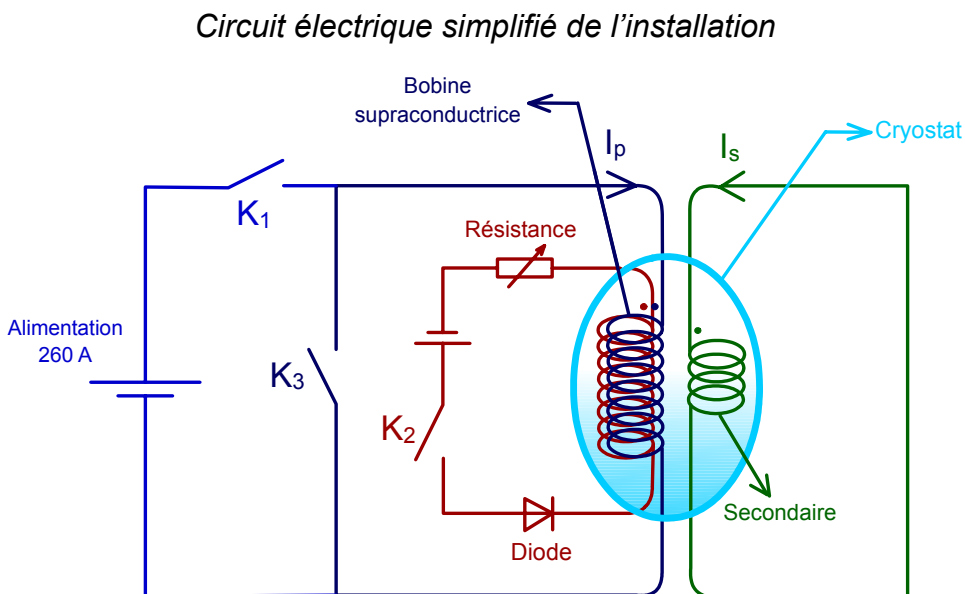 Circuit électrique simplifié de l'installation
Bobine
supraconductrice
Cryostat
Ip
Is
K1
Résistance
Alimentation
260 A
K3
K2
Secondaire
Diode